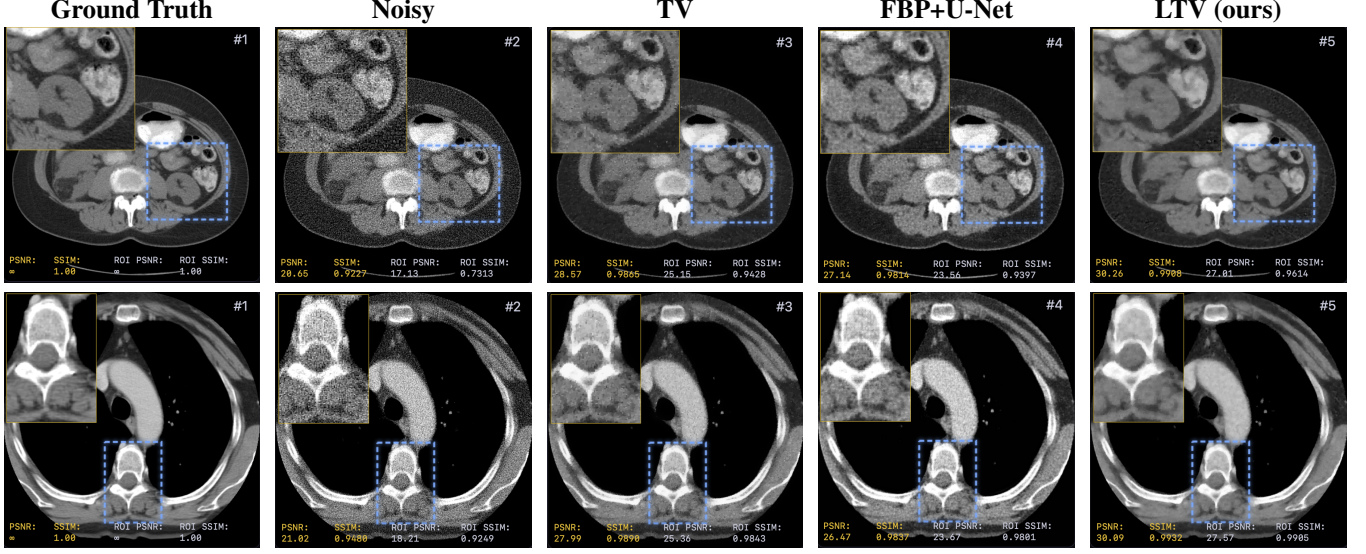 Ground Truth Noisy TV FBP+U-Net LTV (ours)
#1 #2 #3 #4 #5
PSNR: SSIM: ROI PSNR: ROI SSIM: PSNR: SSIM: ROI PSNR: ROI SSIM: PSNR: SSIM: ROI PSNR: ROI SSIM: PSNR: SSIM: ROI PSNR: ROI SSIM: PSNR: SSIM: ROI PSNR: ROI SSIM:
∞ 1.00 ∞ 1.00 20.65 0.9227 17.13 0.7313 28.57 0.9865 25.15 0.9428 27.14 0.9814 23.56 0.9397 30.26 0.9908 27.01 0.9614
#1 #2 #3 #4 #5
PSNR: SSIM: ROI PSNR: ROI SSIM: PSNR: SSIM: ROI PSNR: ROI SSIM: PSNR: SSIM: ROI PSNR: ROI SSIM: PSNR: SSIM: ROI PSNR: ROI SSIM: PSNR: SSIM: ROI PSNR: ROI SSIM:
∞ 1.00 ∞ 1.00 21.02 0.9480 18.21 0.9249 27.99 0.9890 25.36 0.9843 26.47 0.9837 23.67 0.9801 30.09 0.9932 27.57 0.9905